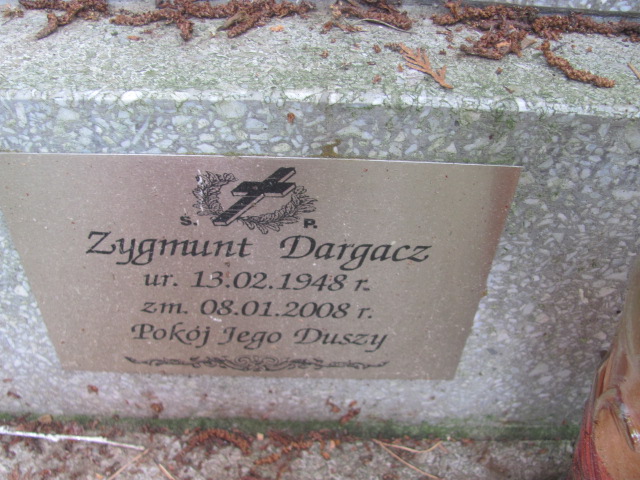 Ś. P.
Zygmunt Dargacz
ur. 13.02.1948 r.
zm. 08.01.2008 r.
Pokój Jego Duszy